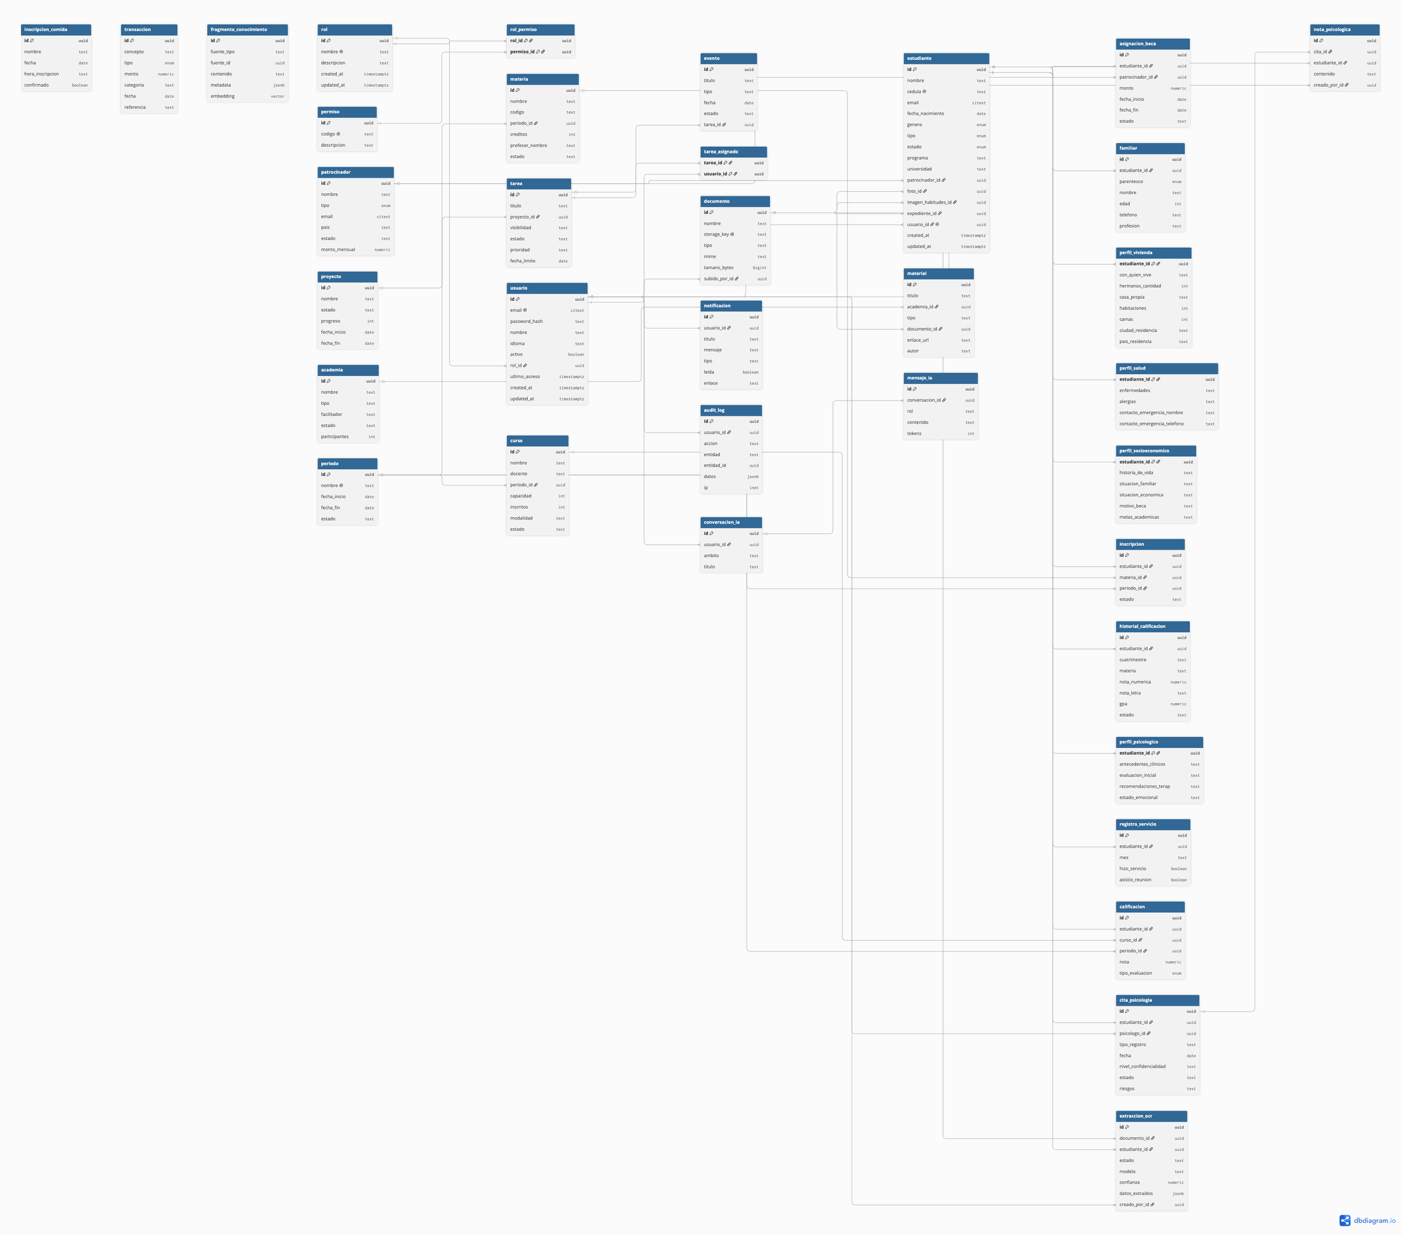 inscripcion_comida
id uuid
nombre text
fecha date
hora_inscripcion text
confirmado boolean
transaccion
id uuid
concepto text
tipo enum
monto numeric
categoria text
fecha date
referencia text
fragmento_conocimiento
id uuid
fuente_tipo text
fuente_id uuid
contenido text
metadata jsonb
embedding vector
rol
id uuid
nombre text
descripcion text
created_at timestamptz
updated_at timestamptz
permiso
id uuid
codigo text
descripcion text
patrocinador
id uuid
nombre text
tipo enum
email citext
pais text
estado text
monto_mensual numeric
proyecto
id uuid
nombre text
estado text
progreso int
fecha_inicio date
fecha_fin date
academia
id uuid
nombre text
tipo text
facilitador text
estado text
participantes int
periodo
id uuid
nombre text
fecha_inicio date
fecha_fin date
estado text
rol_permiso
rol_id uuid
permiso_id uuid
materia
id uuid
nombre text
codigo text
periodo_id uuid
creditos int
profesor_nombre text
estado text
tarea
id uuid
titulo text
proyecto_id uuid
visibilidad text
estado text
prioridad text
fecha_limite date
usuario
id uuid
email citext
password_hash text
nombre text
idioma text
activo boolean
rol_id uuid
ultimo_acceso timestamptz
created_at timestamptz
updated_at timestamptz
curso
id uuid
nombre text
docente text
periodo_id uuid
capacidad int
inscritos int
modalidad text
estado text
evento
id uuid
titulo text
tipo text
fecha date
estado text
tarea_id uuid
tarea_asignado
tarea_id uuid
usuario_id uuid
documento
id uuid
nombre text
storage_key text
tipo text
mime text
tamano_bytes bigint
subido_por_id uuid
notificacion
id uuid
usuario_id uuid
titulo text
mensaje text
tipo text
leida boolean
enlace text
audit_log
id uuid
usuario_id uuid
accion text
entidad text
entidad_id uuid
datos jsonb
ip inet
conversacion_ia
id uuid
usuario_id uuid
ambito text
titulo text
estudiante
id uuid
nombre text
cedula text
email citext
fecha_nacimiento date
genero enum
tipo enum
estado enum
programa text
universidad text
patrocinador_id uuid
foto_id uuid
imagen_habitudes_id uuid
expediente_id uuid
usuario_id uuid
created_at timestamptz
updated_at timestamptz
material
id uuid
titulo text
academia_id uuid
tipo text
documento_id uuid
enlace_url text
autor text
mensaje_ia
id uuid
conversacion_id uuid
rol text
contenido text
tokens int
asignacion_beca
id uuid
estudiante_id uuid
patrocinador_id uuid
monto numeric
fecha_inicio date
fecha_fin date
estado text
familiar
id uuid
estudiante_id uuid
parentesco enum
nombre text
edad int
telefono text
profesion text
perfil_vivienda
estudiante_id uuid
con_quien_vive text
hermanos_cantidad int
casa_propia text
habitaciones int
camas int
ciudad_residencia text
pais_residencia text
perfil_salud
estudiante_id uuid
enfermedades text
alergias text
contacto_emergencia_nombre text
contacto_emergencia_telefono text
perfil_socioeconomico
estudiante_id uuid
historia_de_vida text
situacion_familiar text
situacion_economica text
motivo_beca text
metas_academicas text
inscripcion
id uuid
estudiante_id uuid
materia_id uuid
periodo_id uuid
estado text
historial_calificacion
id uuid
estudiante_id uuid
cuatrimestre text
materia text
nota_numerica numeric
nota_letra text
gpa numeric
estado text
perfil_psicologico
estudiante_id uuid
antecedentes_clinicos text
evaluacion_inicial text
recomendaciones_terap text
estado_emocional text
registro_servicio
id uuid
estudiante_id uuid
mes text
hizo_servicio boolean
asistio_reunion boolean
calificacion
id uuid
estudiante_id uuid
curso_id uuid
periodo_id uuid
nota numeric
tipo_evaluacion enum
cita_psicologia
id uuid
estudiante_id uuid
psicologo_id uuid
tipo_registro text
fecha date
nivel_confidencialidad text
estado text
riesgos text
extraccion_ocr
id uuid
documento_id uuid
estudiante_id uuid
estado text
modelo text
confianza numeric
datos_extraidos jsonb
creado_por_id uuid
nota_psicologica
id uuid
cita_id uuid
estudiante_id uuid
contenido text
creado_por_id uuid
dbdiagram.io